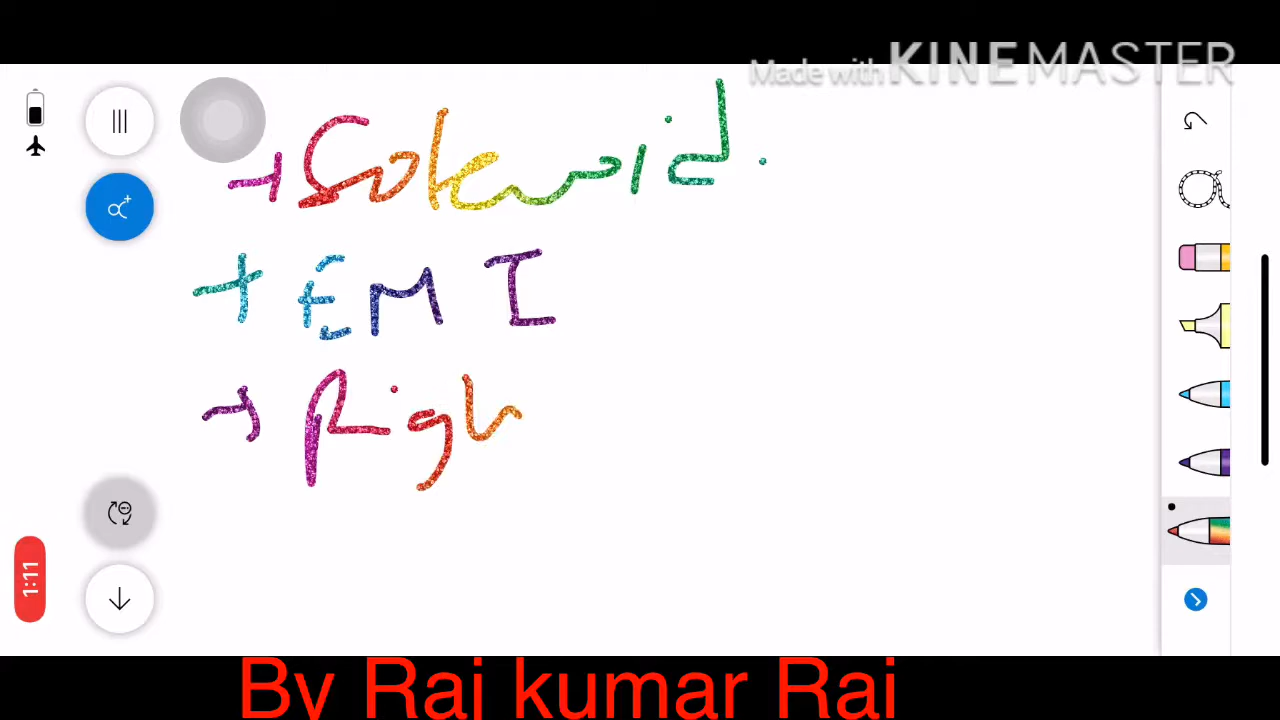 Made with KINEMASTER
→ Solenoid.
→ EMI
→ Righ
1:11
By Raj kumar Rai